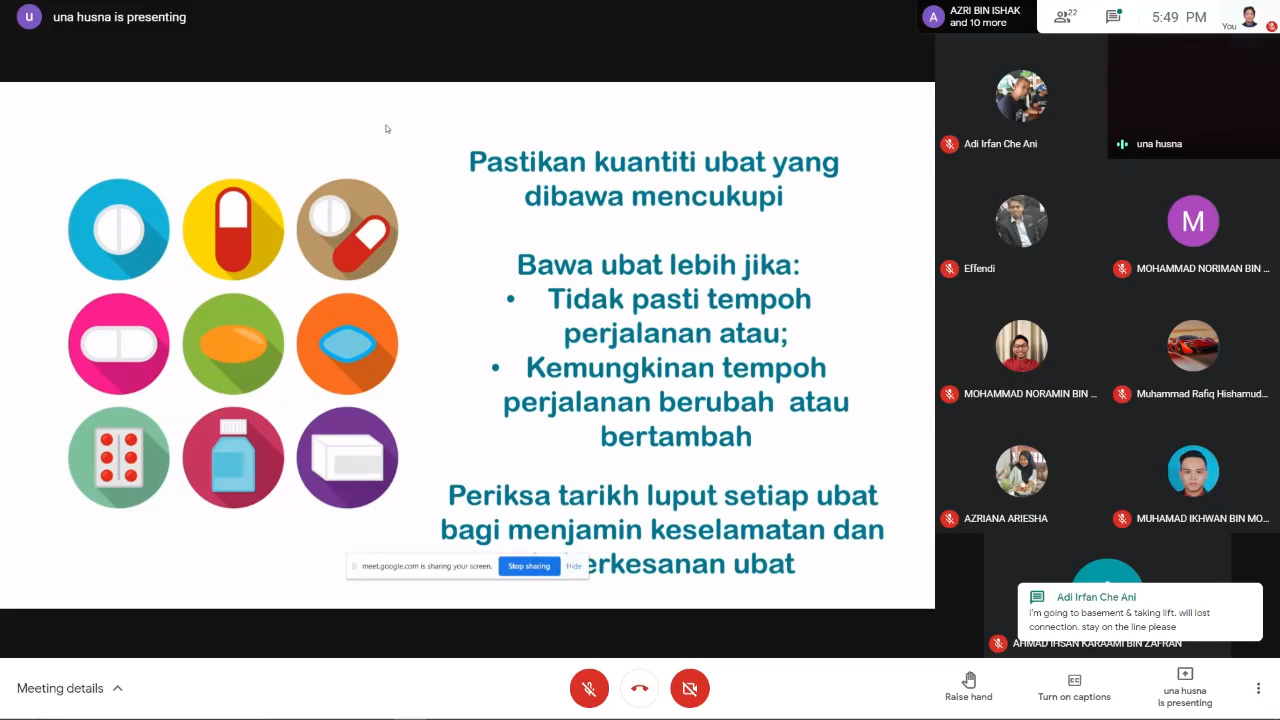 u
una husna is presenting
A
AZRI BIN ISHAK
and 10 more
22
5:49 PM
You
Pastikan kuantiti ubat yang
dibawa mencukupi
Bawa ubat lebih jika:
• Tidak pasti tempoh
perjalanan atau;
• Kemungkinan tempoh
perjalanan berubah atau
bertambah
Periksa tarikh luput setiap ubat
bagi menjamin keselamatan dan
erkesanan ubat
meet.google.com is sharing your screen.
Stop sharing
Hide
Adi Irfan Che Ani
una husna
Effendi
M
MOHAMMAD NORIMAN BIN ...
MOHAMMAD NORAMIN BIN ...
Muhammad Rafiq Hishamud...
AZRIANA ARIESHA
MUHAMAD IKHWAN BIN MO...
Adi Irfan Che Ani
I'm going to basement & taking lift. will lost
connection. stay on the line please
AHMAD IHSAN KARAAMI BIN ZAFRAN
Meeting details
Raise hand
CC
Turn on captions
una husna
is presenting